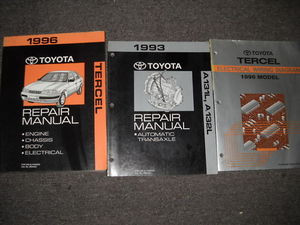 1996
TOYOTA
TERCEL
REPAIR
MANUAL
• ENGINE
• CHASSIS
• BODY
• ELECTRICAL
1993
TOYOTA
A131L, A132L
REPAIR
MANUAL
• AUTOMATIC
TRANSAXLE
TOYOTA
TERCEL
ELECTRICAL WIRING DIAGRAM
1996 MODEL